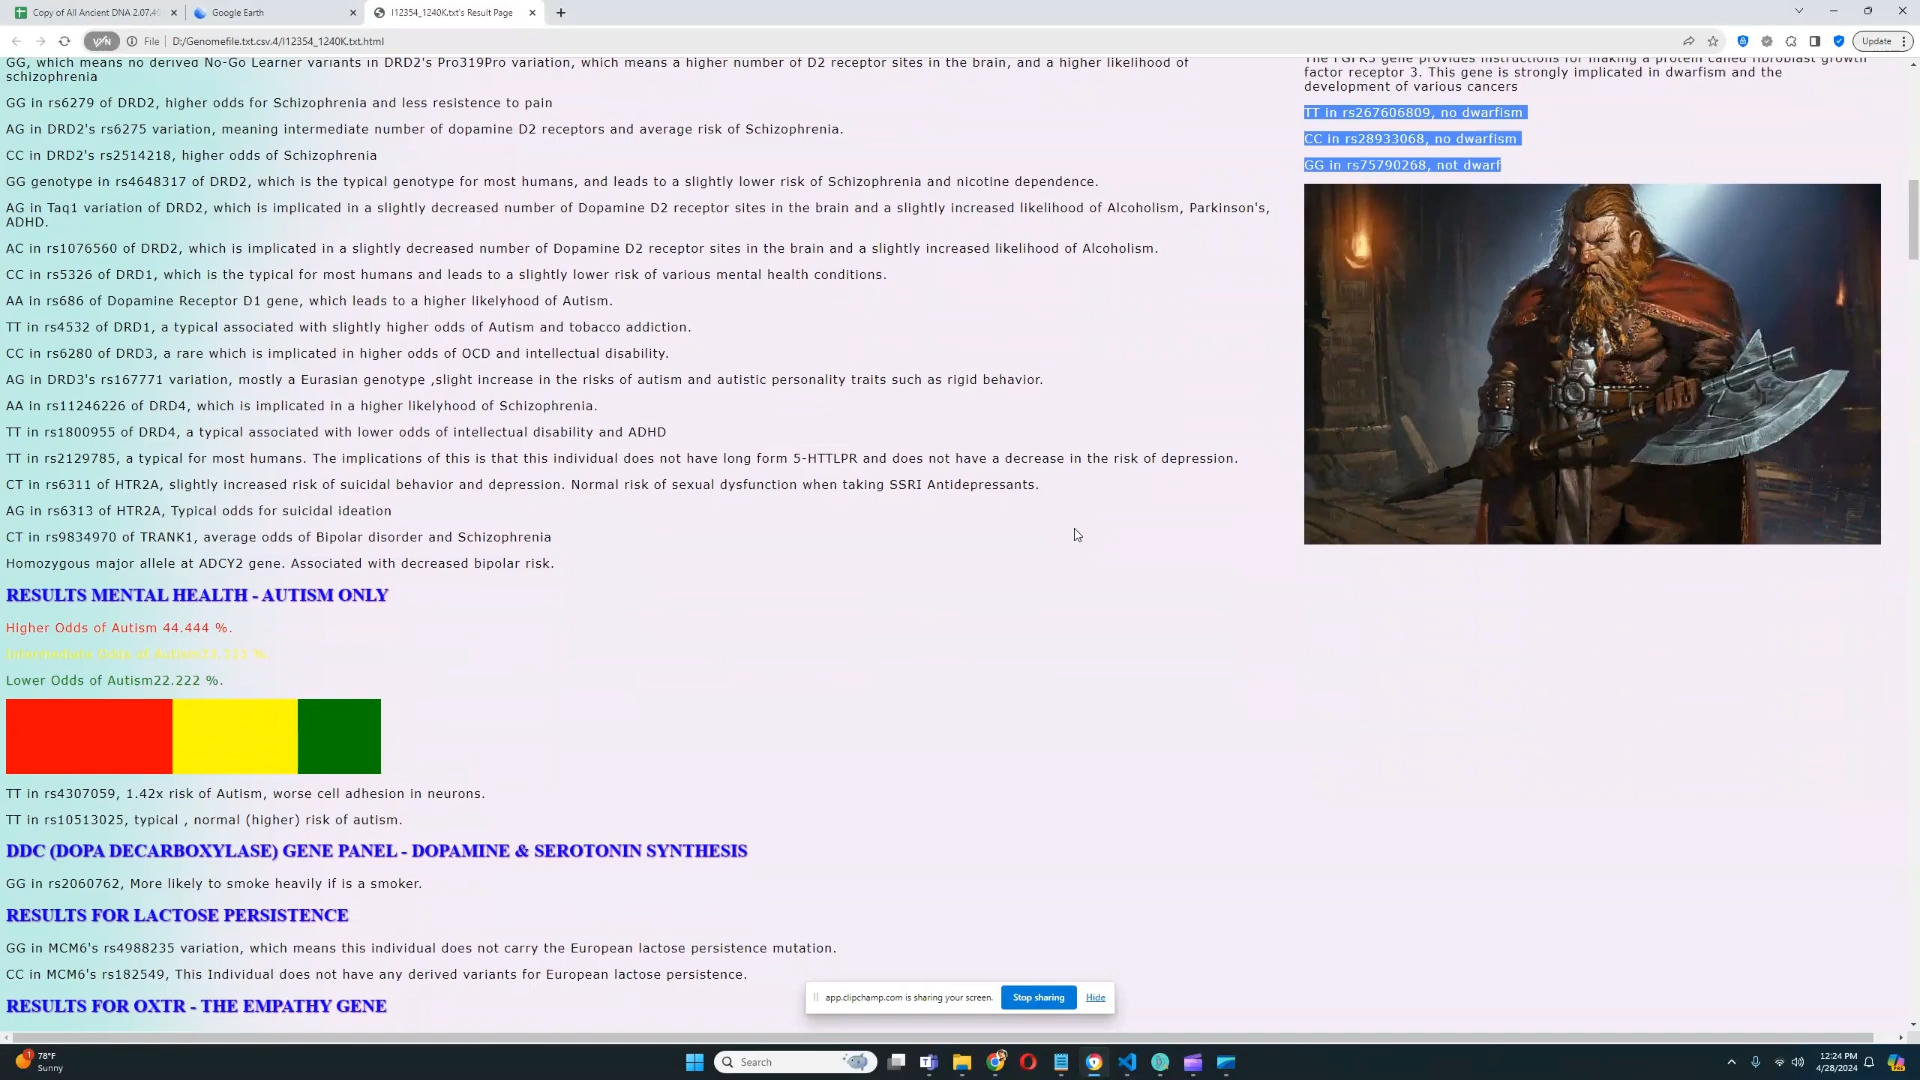 Copy of All Ancient DNA 2.07.4
Google Earth
I12354_1240K.txt's Result Page
File
D:/Genomefile.txt.csv.4/I12354_1240K.txt.html
Update
GG, which means no derived No-Go Learner variants in DRD2's Pro319Pro variation, which means a higher number of D2 receptor sites in the brain, and a higher likelihood of
schizophrenia
GG in rs6279 of DRD2, higher odds for Schizophrenia and less resistence to pain
AG in DRD2's rs6275 variation, meaning intermediate number of dopamine D2 receptors and average risk of Schizophrenia.
CC in DRD2's rs2514218, higher odds of Schizophrenia
GG genotype in rs4648317 of DRD2, which is the typical genotype for most humans, and leads to a slightly lower risk of Schizophrenia and nicotine dependence.
AG in Taq1 variation of DRD2, which is implicated in a slightly decreased number of Dopamine D2 receptor sites in the brain and a slightly increased likelihood of Alcoholism, Parkinson's,
ADHD.
AC in rs1076560 of DRD2, which is implicated in a slightly decreased number of Dopamine D2 receptor sites in the brain and a slightly increased likelihood of Alcoholism.
CC in rs5326 of DRD1, which is the typical for most humans and leads to a slightly lower risk of various mental health conditions.
AA in rs686 of Dopamine Receptor D1 gene, which leads to a higher likelyhood of Autism.
TT in rs4532 of DRD1, a typical associated with slightly higher odds of Autism and tobacco addiction.
CC in rs6280 of DRD3, a rare which is implicated in higher odds of OCD and intellectual disability.
AG in DRD3's rs167771 variation, mostly a Eurasian genotype ,slight increase in the risks of autism and autistic personality traits such as rigid behavior.
AA in rs11246226 of DRD4, which is implicated in a higher likelyhood of Schizophrenia.
TT in rs1800955 of DRD4, a typical associated with lower odds of intellectual disability and ADHD
TT in rs2129785, a typical for most humans. The implications of this is that this individual does not have long form 5-HTTLPR and does not have a decrease in the risk of depression.
CT in rs6311 of HTR2A, slightly increased risk of suicidal behavior and depression. Normal risk of sexual dysfunction when taking SSRI Antidepressants.
AG in rs6313 of HTR2A, Typical odds for suicidal ideation
CT in rs9834970 of TRANK1, average odds of Bipolar disorder and Schizophrenia
Homozygous major allele at ADCY2 gene. Associated with decreased bipolar risk.
RESULTS MENTAL HEALTH - AUTISM ONLY
Higher Odds of Autism 44.444 %.
Intermediate Odds of Autism33.333 %.
Lower Odds of Autism22.222 %.
TT in rs4307059, 1.42x risk of Autism, worse cell adhesion in neurons.
TT in rs10513025, typical , normal (higher) risk of autism.
DDC (DOPA DECARBOXYLASE) GENE PANEL - DOPAMINE & SEROTONIN SYNTHESIS
GG in rs2060762, More likely to smoke heavily if is a smoker.
RESULTS FOR LACTOSE PERSISTENCE
GG in MCM6's rs4988235 variation, which means this individual does not carry the European lactose persistence mutation.
CC in MCM6's rs182549, This Individual does not have any derived variants for European lactose persistence.
RESULTS FOR OXTR - THE EMPATHY GENE
The FGFR3 gene provides instructions for making a protein called fibroblast growth
factor receptor 3. This gene is strongly implicated in dwarfism and the
development of various cancers
TT in rs267606809, no dwarfism
CC in rs28933068, no dwarfism
GG in rs75790268, not dwarf
app.clipchamp.com is sharing your screen.
Stop sharing
Hide
1
78°F
Sunny
Search
12:24 PM
4/28/2024